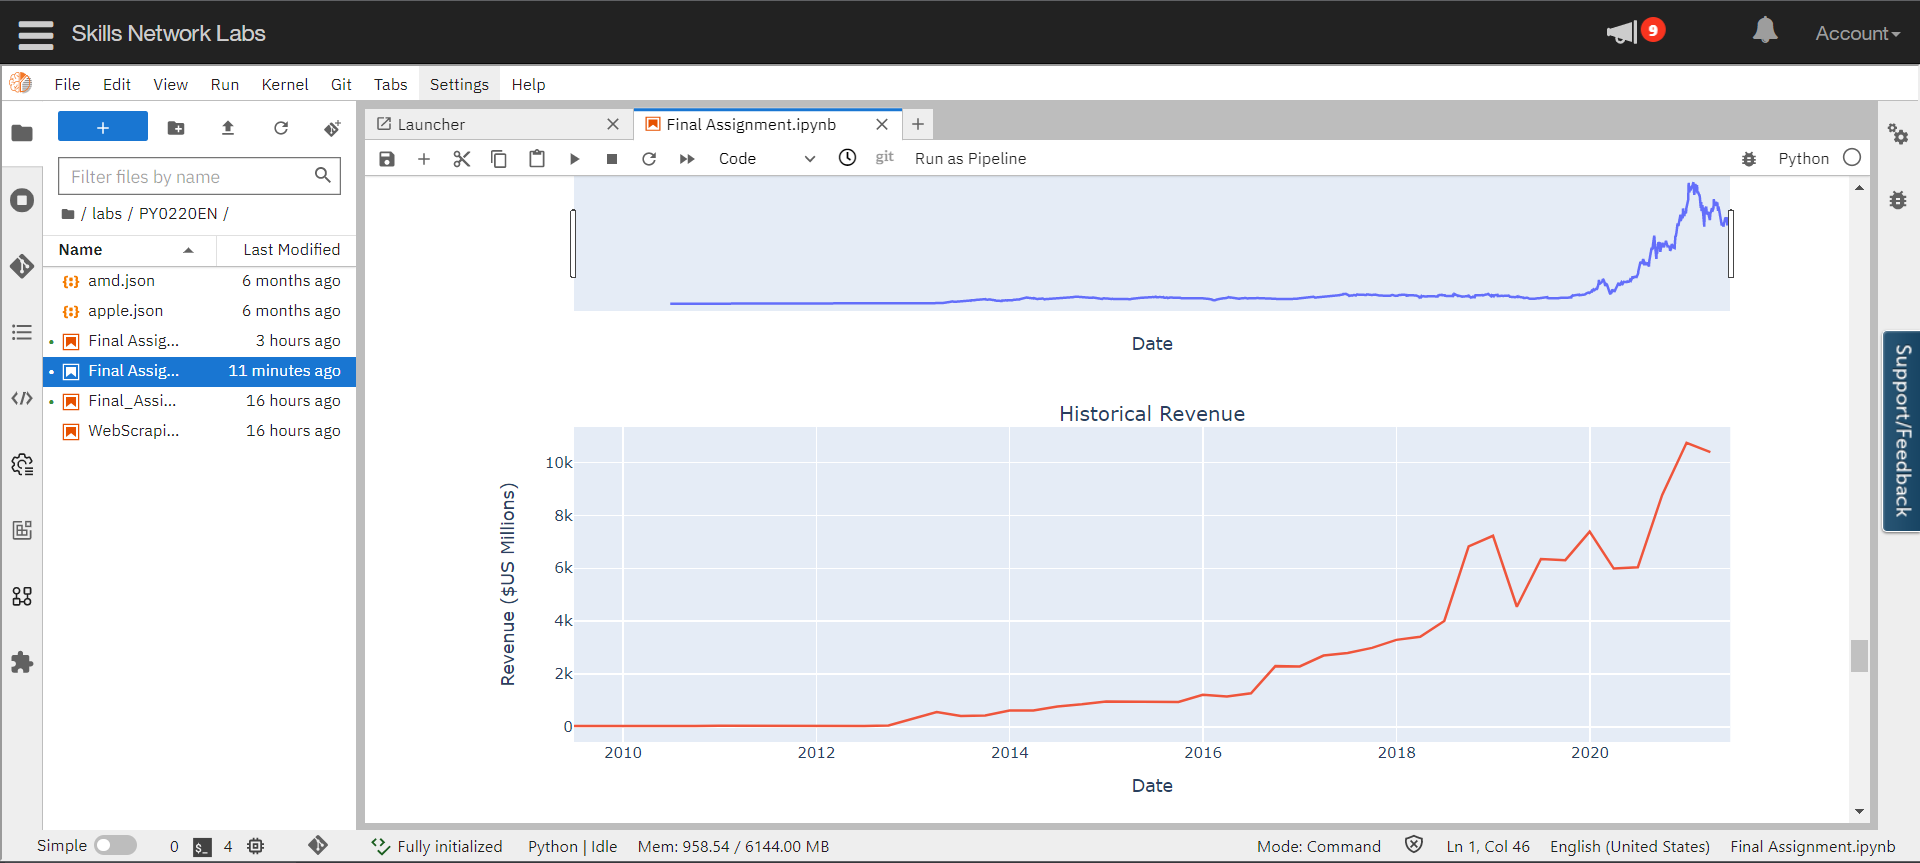 Skills Network Labs
9
Account
File Edit View Run Kernel Git Tabs Settings Help
+
Launcher
Final Assignment.ipynb
+
Code
git
Run as Pipeline
Python
Filter files by name
/ labs / PY0220EN /
Name Last Modified
amd.json 6 months ago
apple.json 6 months ago
Final Assig... 3 hours ago
Final Assig... 11 minutes ago
Final_Assi... 16 hours ago
WebScrapi... 16 hours ago
Date
Historical Revenue
Revenue ($US Millions)
10k
8k
6k
4k
2k
0
2010 2012 2014 2016 2018 2020
Date
Support/Feedback
Simple 0 $_ 4 Fully initialized Python | Idle Mem: 958.54 / 6144.00 MB Mode: Command Ln 1, Col 46 English (United States) Final Assignment.ipynb